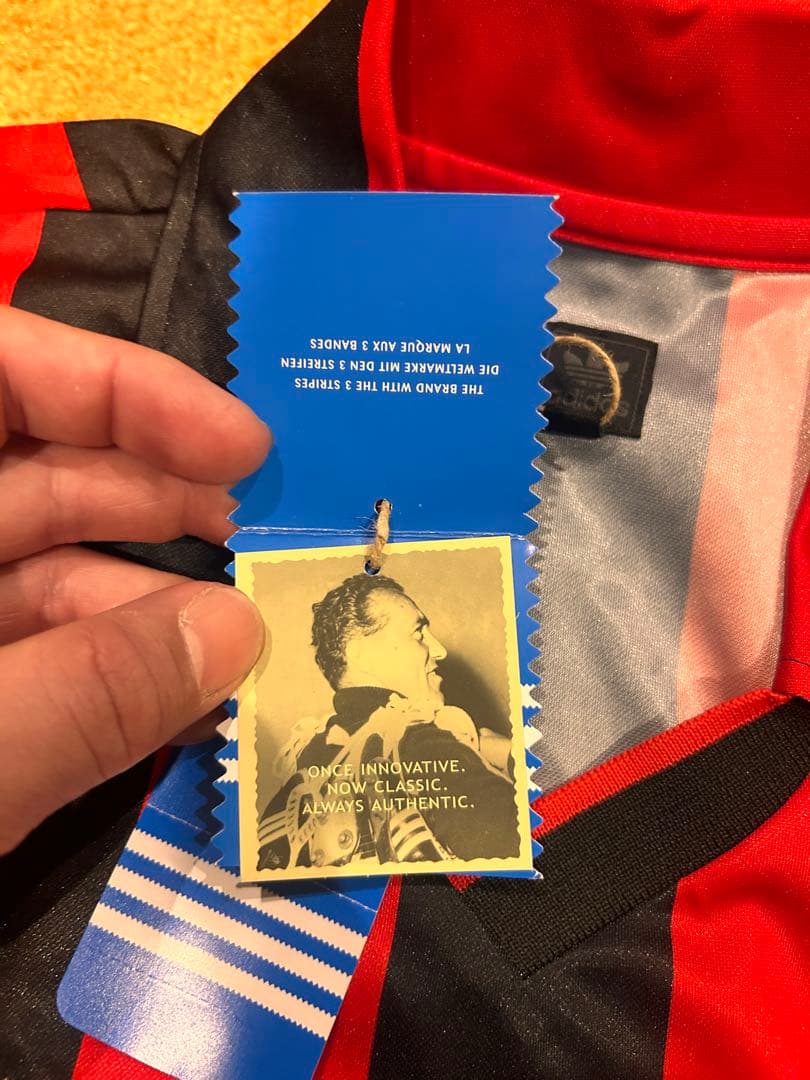 THE BRAND WITH THE 3 STRIPES
DIE WELTMARKE MIT DEN 3 STREIFEN
LA MARQUE AUX 3 BANDES
adidas
ONCE INNOVATIVE.
NOW CLASSIC.
ALWAYS AUTHENTIC.